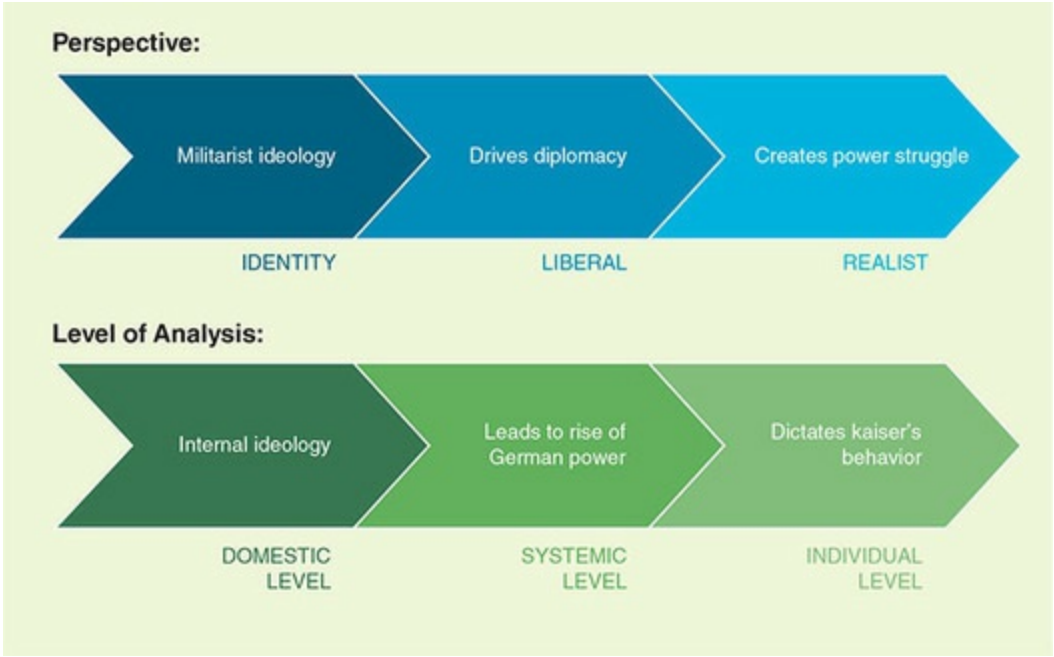 Perspective:
Militarist ideology
Drives diplomacy
Creates power struggle
IDENTITY
LIBERAL
REALIST
Level of Analysis:
Internal ideology
Leads to rise of
German power
Dictates kaiser's
behavior
DOMESTIC
LEVEL
SYSTEMIC
LEVEL
INDIVIDUAL
LEVEL